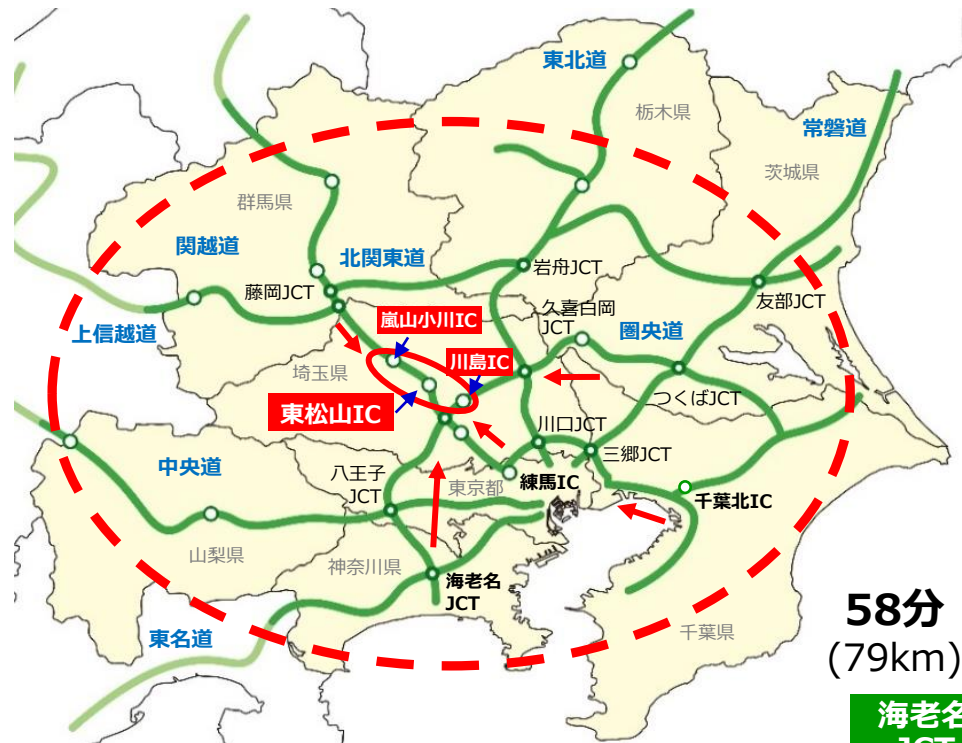 東北道
栃木県
常磐道
茨城県
群馬県
関越道
北関東道
岩舟JCT
藤岡JCT
久喜白岡
JCT
友部JCT
上信越道
嵐山小川IC
圏央道
川島IC
埼玉県
つくばJCT
東松山IC
川口JCT
三郷JCT
中央道
八王子
JCT
東京都
練馬IC
千葉北IC
山梨県
神奈川県
海老名
JCT
東名道
千葉県
58分
(79km)
海老名
JCT